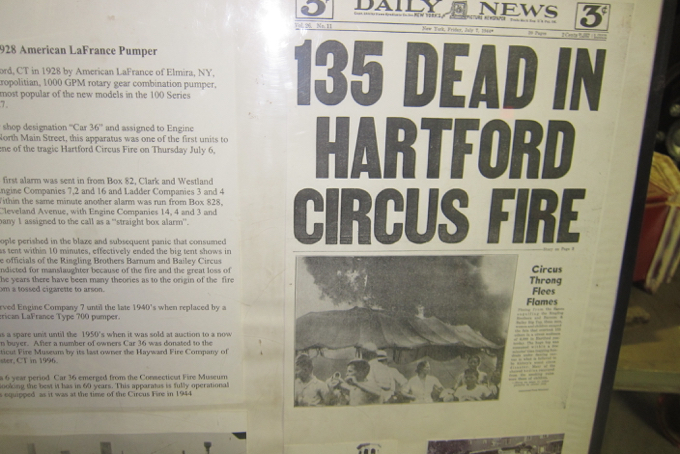 928 American LaFrance Pumper
ord, CT in 1928 by American LaFrance of Elmira, NY,
ropolitan, 1000 GPM rotary gear combination pumper,
most popular of the new models in the 100 Series
7.
shop designation "Car 36" and assigned to Engine
North Main Street, this apparatus was one of the first units to
ene of the tragic Hartford Circus Fire on Thursday July 6,
first alarm was sent in from Box 82, Clark and Westland
ngine Companies 7,2 and 16 and Ladder Companies 3 and 4
Within the same minute another alarm was run from Box 828,
Cleveland Avenue, with Engine Companies 14, 4 and 3 and
pany 1 assigned to the call as a "straight box alarm".
ople perished in the blaze and subsequent panic that consumed
us tent within 10 minutes, effectively ended the big tent shows in
e officials of the Ringling Brothers Barnum and Bailey Circus
ndicted for manslaughter because of the fire and the great loss of
he years there have been many theories as to the origin of the fire
om a tossed cigarette to arson.
rved Engine Company 7 until the late 1940's when replaced by a
erican LaFrance Type 700 pumper.
as a spare unit until the 1950's when it was sold at auction to a now
n buyer. After a number of owners Car 36 was donated to the
ticut Fire Museum by its last owner the Hayward Fire Company of
ster, CT in 1996.
a 6 year period Car 36 emerged from the Connecticut Fire Museum
ooking the best it has in 60 years. This apparatus is fully operational
s equipped as it was at the time of the Circus Fire in 1944
3¢ DAILY NEWS 3¢
NEW YORK'S PICTURE NEWSPAPER
New York, Friday, July 7, 1944
135 DEAD IN
HARTFORD
CIRCUS FIRE
Circus
Throng
Flees
Flames